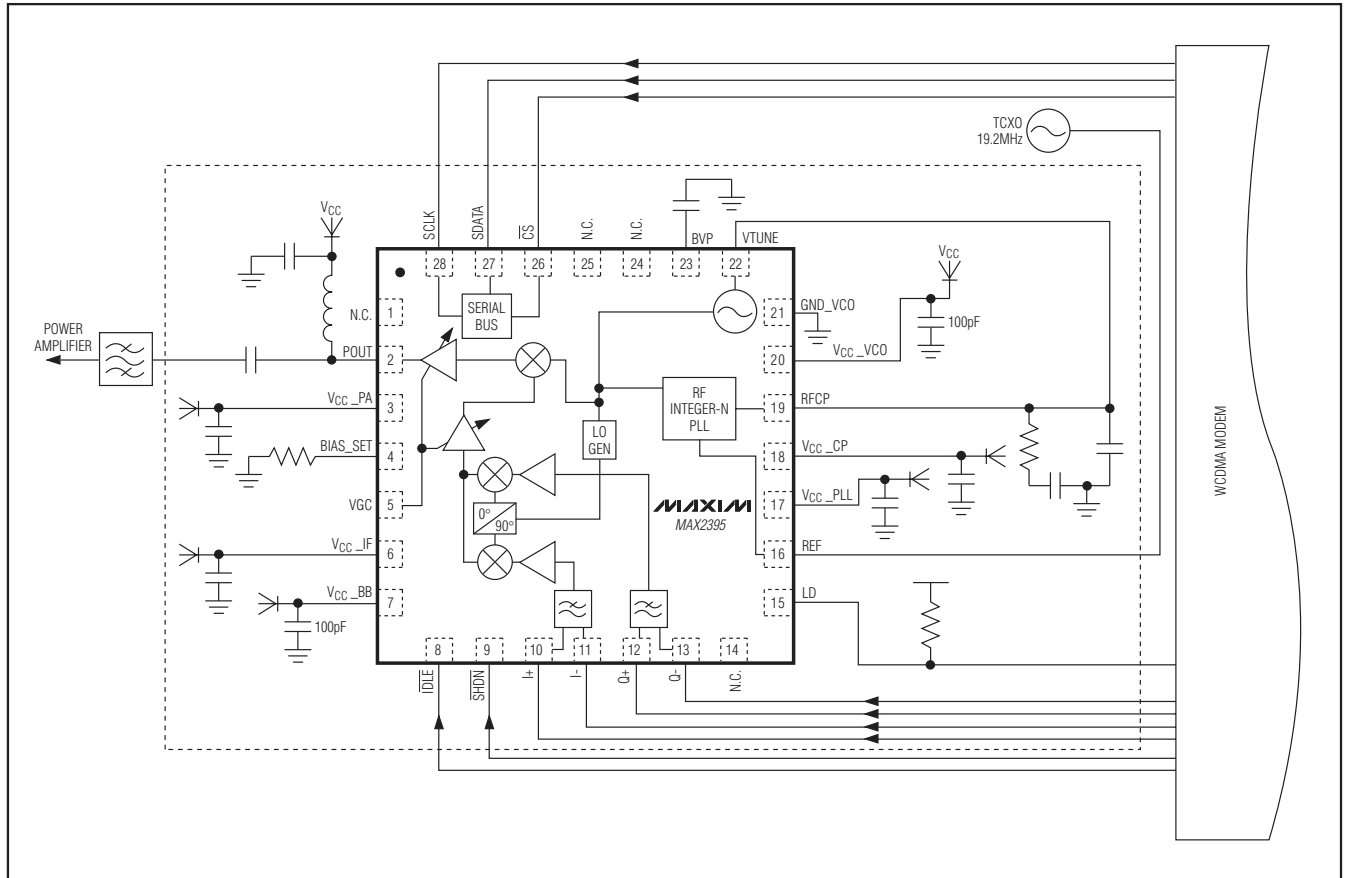 TCXO
19.2MHz
WCDMA MODEM
VCC
SCLK
SDATA
CS
N.C.
N.C.
BVP
VTUNE
28
27
26
25
24
23
22
VCC
SERIAL
BUS
N.C.
1
21
GND_VCO
100pF
POWER
AMPLIFIER
POUT
2
20
VCC_VCO
VCC_PA
3
RF
INTEGER-N
PLL
19
RFCP
BIAS_SET
4
LO
GEN
18
VCC_CP
VGC
5
0°
90°
MAXIM
MAX2395
17
VCC_PLL
VCC_IF
6
16
REF
VCC_BB
7
15
LD
100pF
8
9
10
11
12
13
14
IDLE
SHDN
I+
I-
Q+
Q-
N.C.